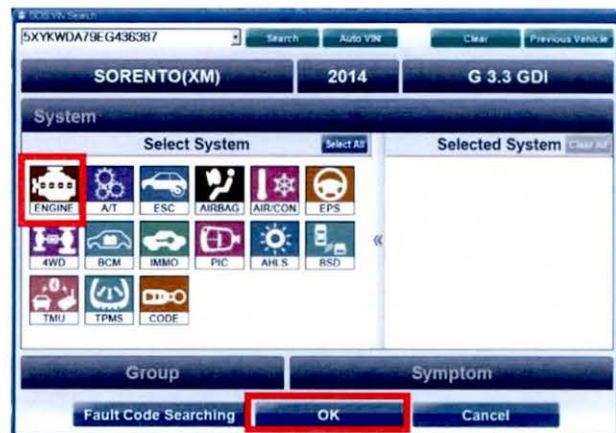 GDS VIN Search
5XYKWDA79EG436387 Search Auto VIN Clear Previous Vehicle
SORENTO(XM) 2014 G 3.3 GDI
System
Select System Select All Selected System Clear All
ENGINE A/T ESC AIRBAG AIR/CON EPS
4WD BCM IMMO PIC AHLS BSD
TMU TPMS CODE
Group Symptom
Fault Code Searching OK Cancel